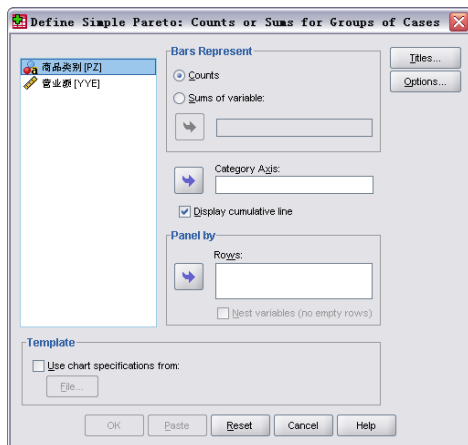 Define Simple Pareto: Counts or Sums for Groups of Cases
商品类别 [PZ]
营业额 [YYE]
Bars Represent
Counts
Sums of variable:
Titles...
Options...
Category Axis:
Display cumulative line
Panel by
Rows:
Nest variables (no empty rows)
Template
Use chart specifications from:
File...
OK
Paste
Reset
Cancel
Help